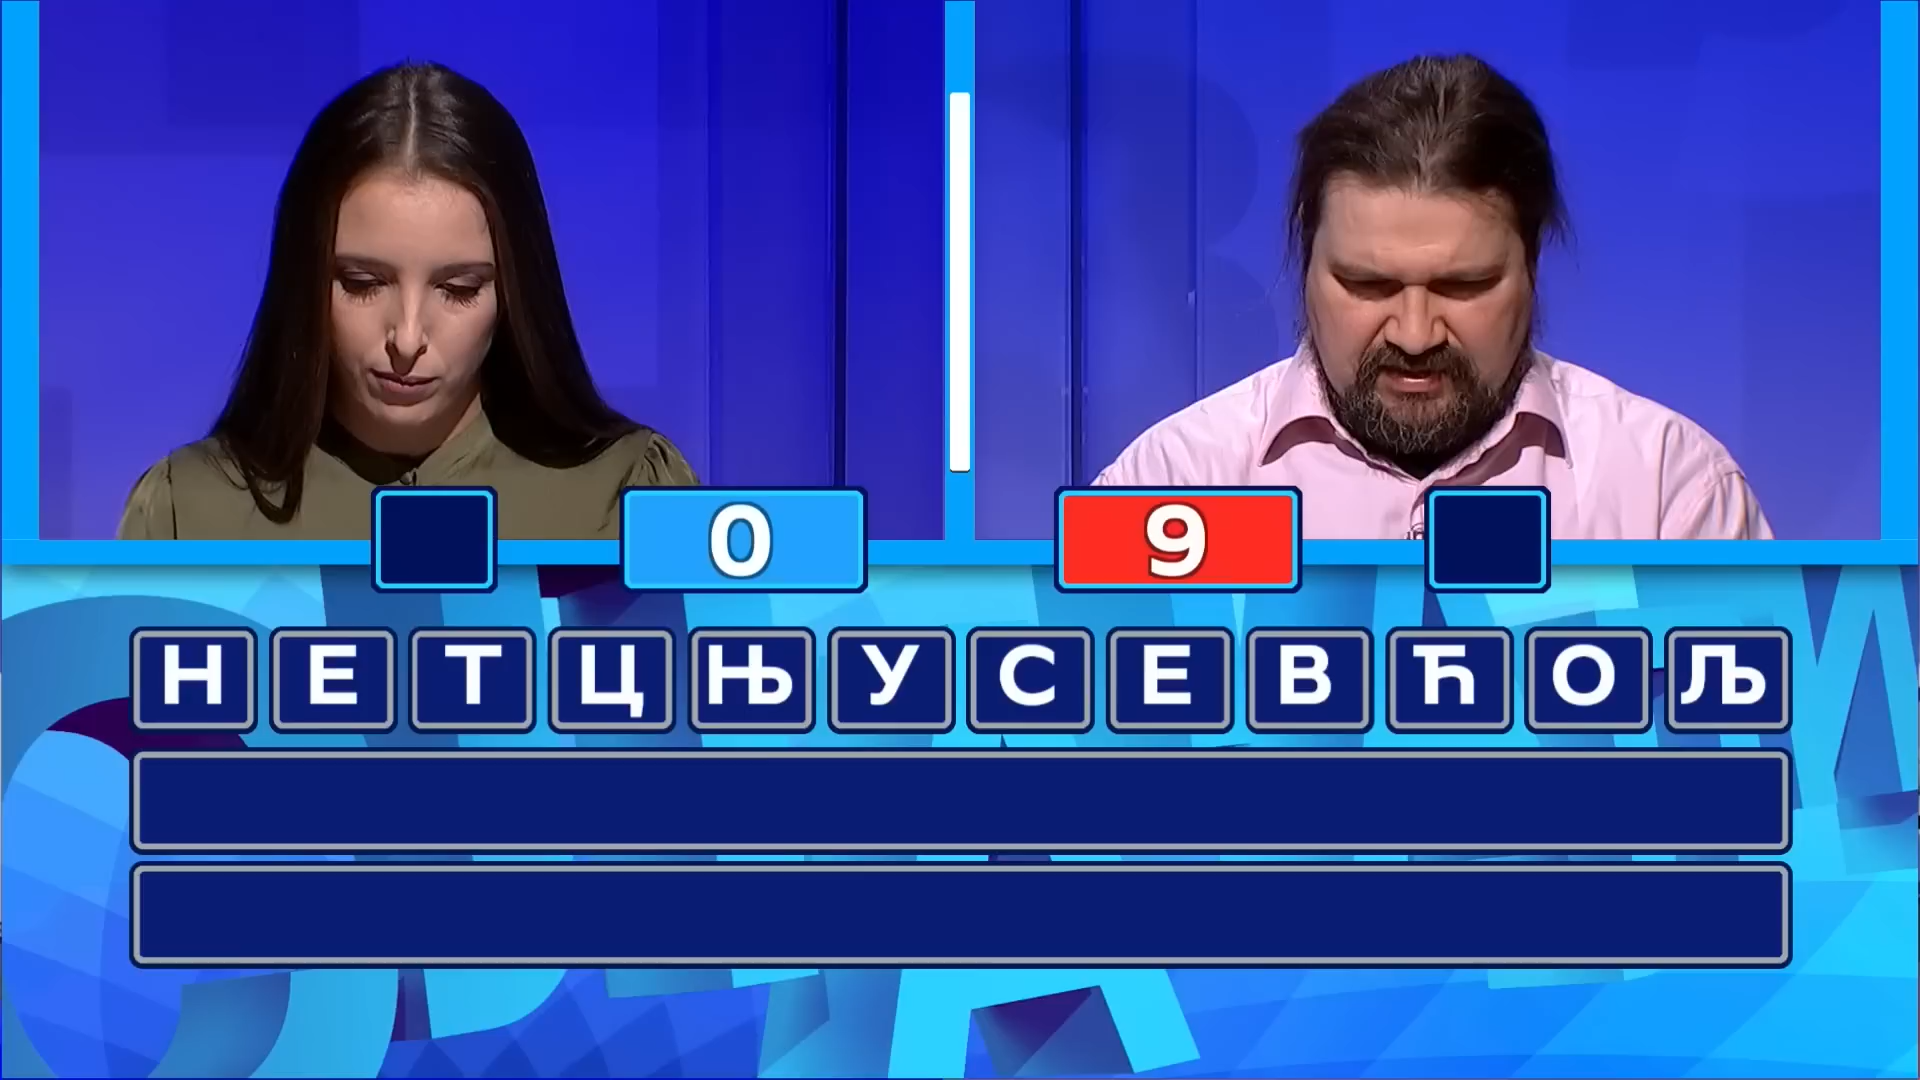 0 9
Н Е Т Ц Њ У С Е В Ћ О Љ